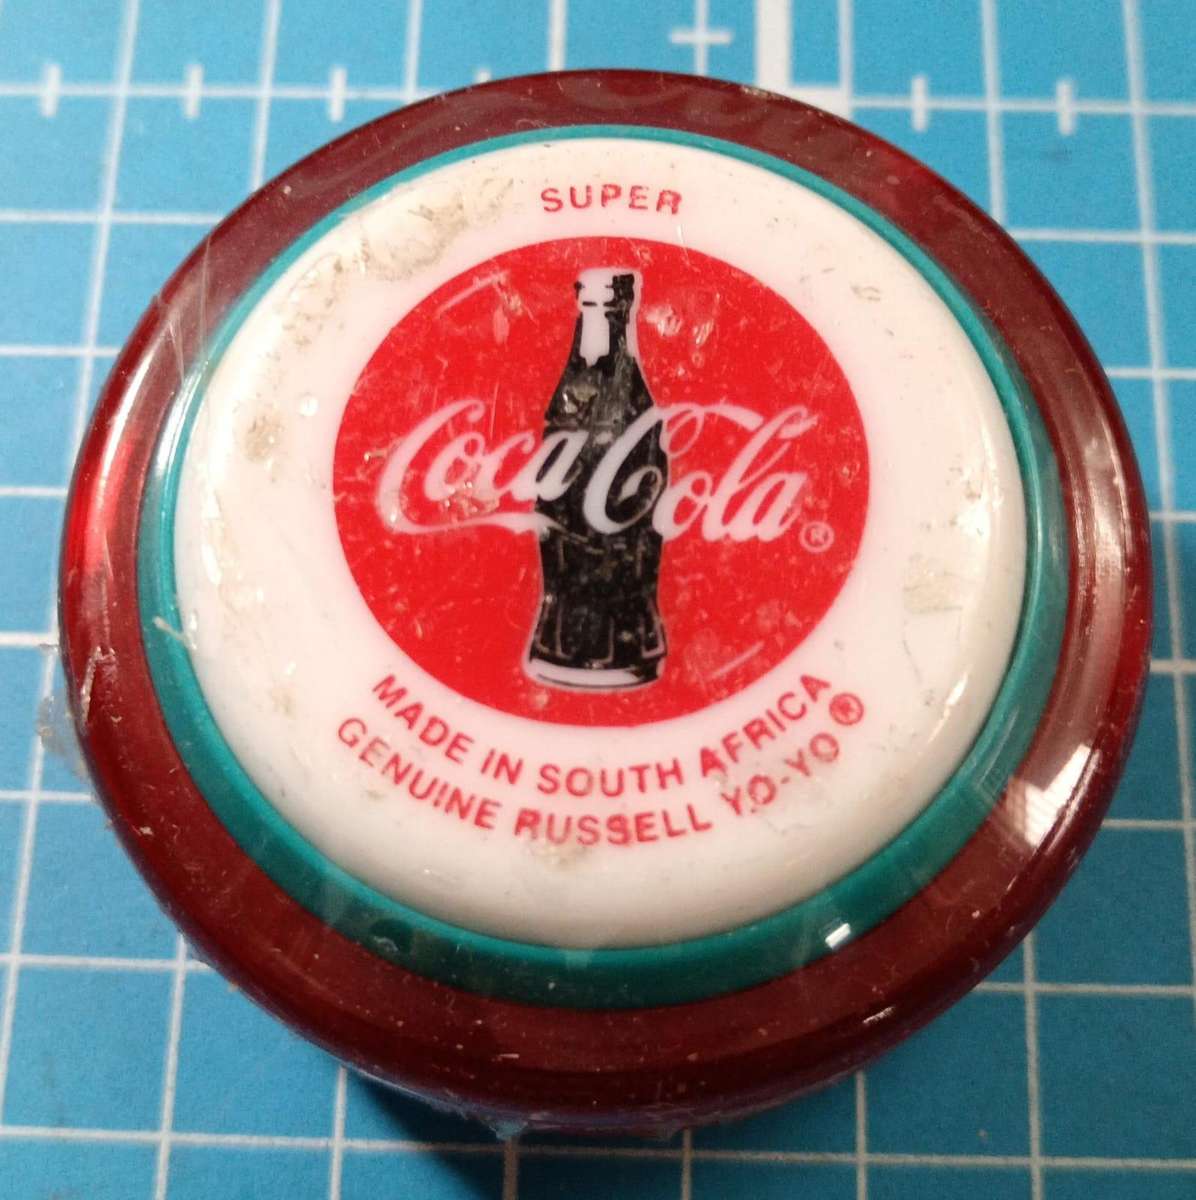 SUPER
Coca-Cola®
MADE IN SOUTH AFRICA
GENUINE RUSSELL YO-YO®